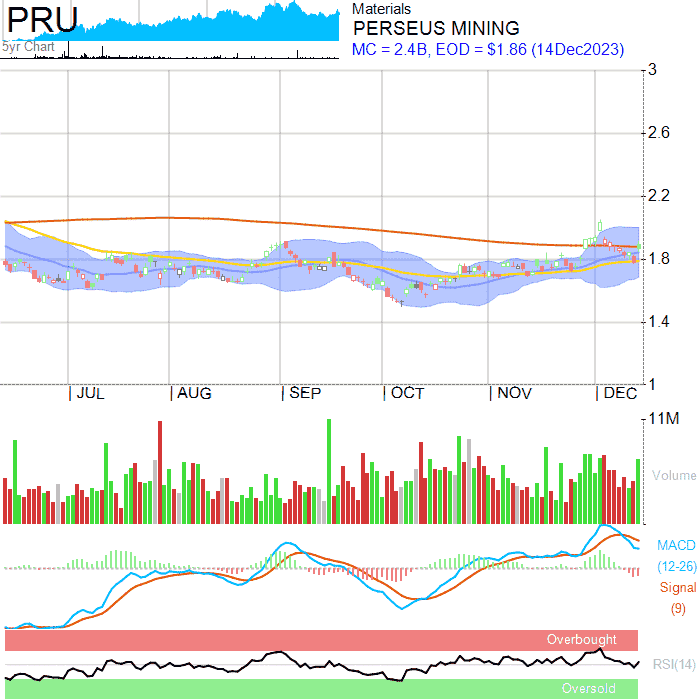 PRU
5yr Chart
Materials
PERSEUS MINING
MC = 2.4B, EOD = $1.86 (14Dec2023)
3
2.6
2.2
1.8
1.4
1
JUL AUG SEP OCT NOV DEC
11M
Volume
MACD
(12-26)
Signal
(9)
Overbought
RSI(14)
Oversold